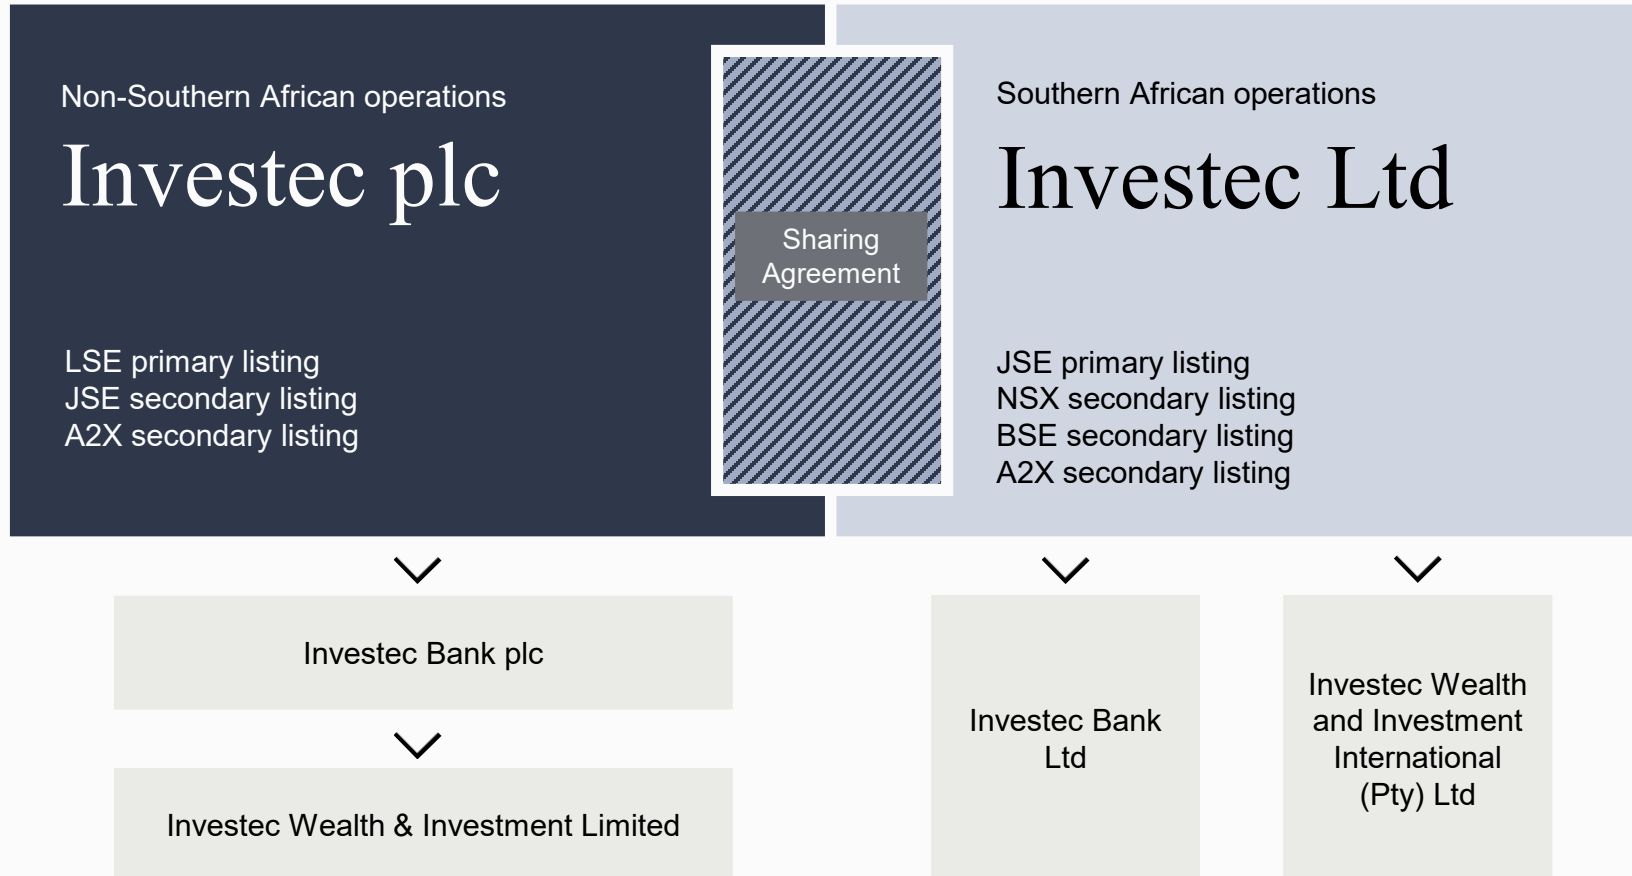 Non-Southern African operations
Investec plc
LSE primary listing
JSE secondary listing
A2X secondary listing
Sharing
Agreement
Southern African operations
Investec Ltd
JSE primary listing
NSX secondary listing
BSE secondary listing
A2X secondary listing
Investec Bank plc
Investec Wealth & Investment Limited
Investec Bank
Ltd
Investec Wealth
and Investment
International
(Pty) Ltd